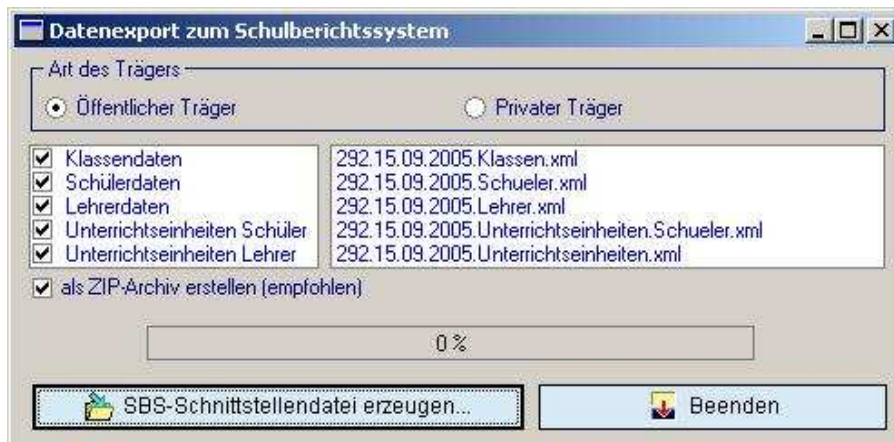 Datenexport zum Schulberichtssystem
Art des Trägers
Öffentlicher Träger
Privater Träger
Klassendaten
Schülerdaten
Lehrerdaten
Unterrichtseinheiten Schüler
Unterrichtseinheiten Lehrer
292.15.09.2005.Klassen.xml
292.15.09.2005.Schueler.xml
292.15.09.2005.Lehrer.xml
292.15.09.2005.Unterrichtseinheiten.Schueler.xml
292.15.09.2005.Unterrichtseinheiten.xml
als ZIP-Archiv erstellen (empfohlen)
0 %
SBS-Schnittstellendatei erzeugen...
Beenden